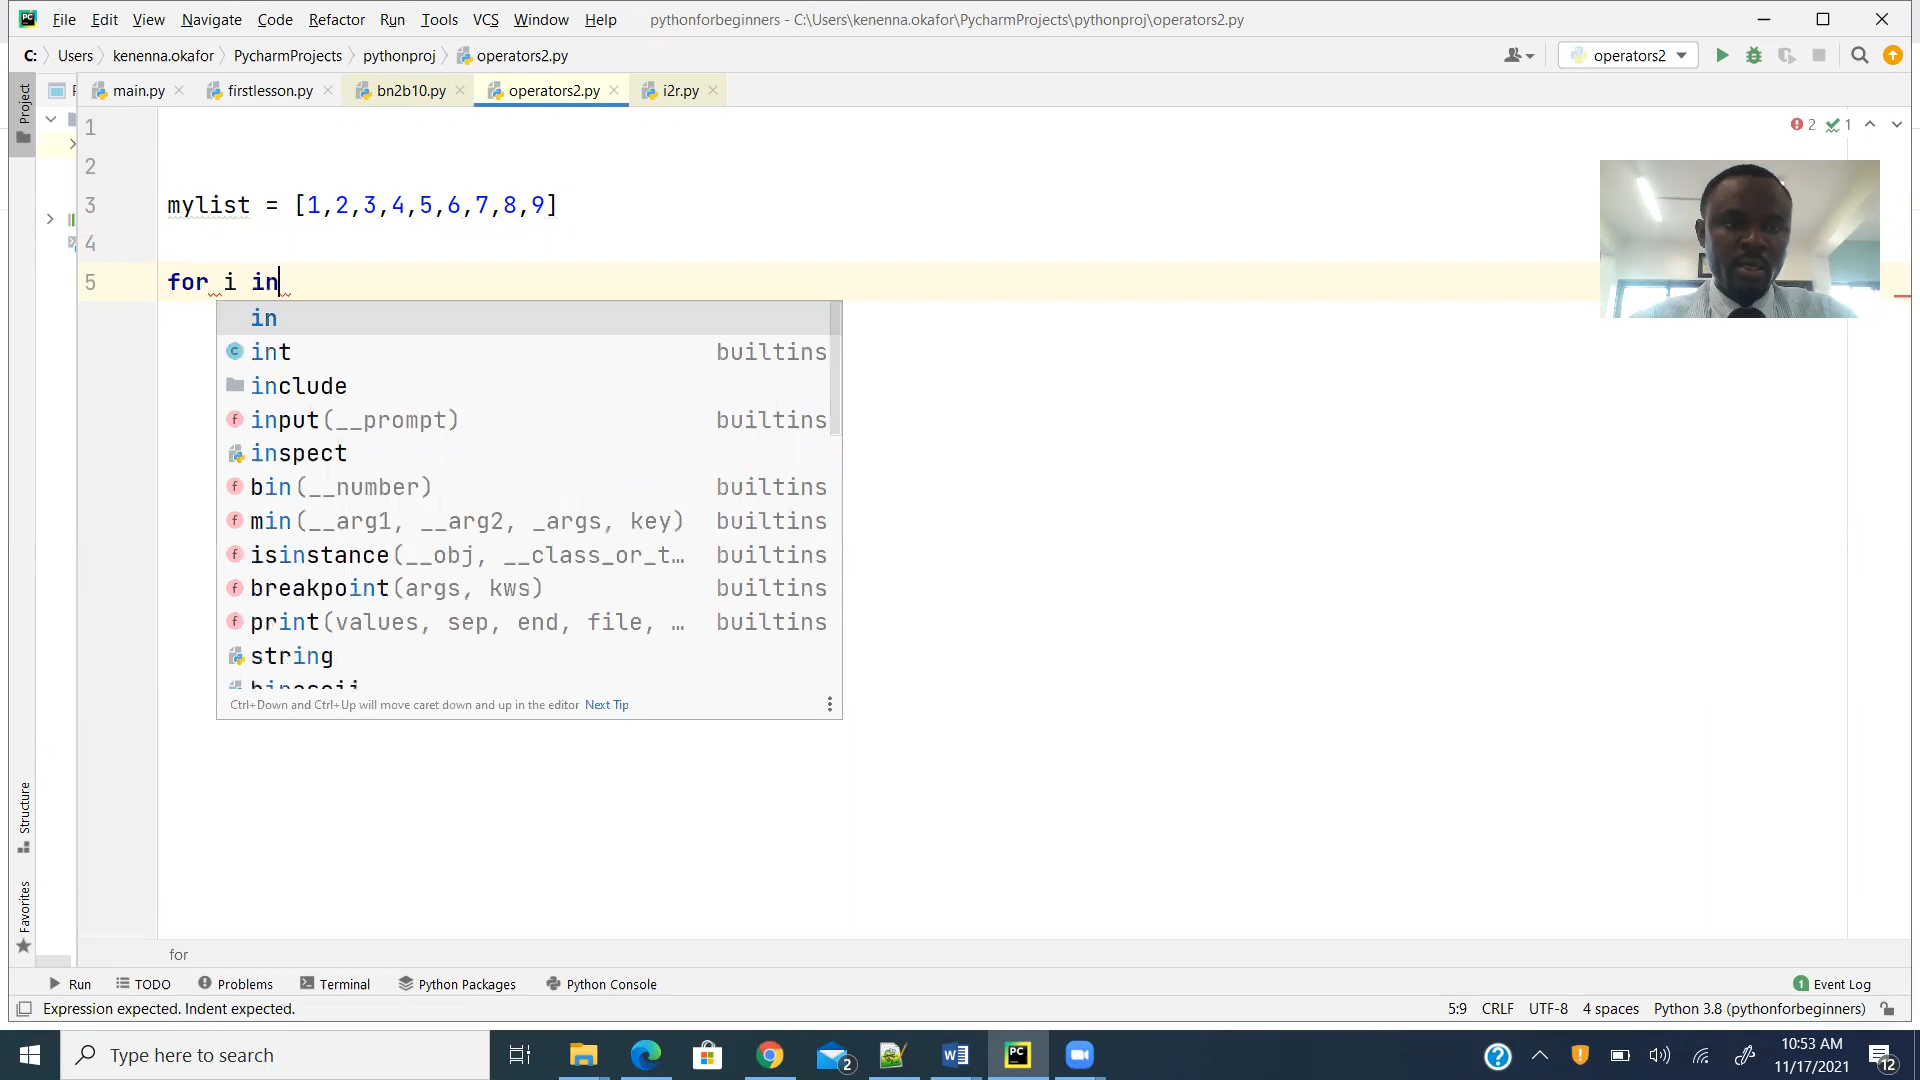 File Edit View Navigate Code Refactor Run Tools VCS Window Help pythonforbeginners - C:\Users\kenenna.okafor\PycharmProjects\pythonproj\operators2.py
C: Users kenenna.okafor PycharmProjects pythonproj operators2.py operators2
main.py firstlesson.py bn2b10.py operators2.py i2r.py
Project
1 2 1
2
3 mylist = [1,2,3,4,5,6,7,8,9]
4
5 for i in
in
int builtins
include
input(__prompt) builtins
inspect
bin(__number) builtins
min(__arg1, __arg2, _args, key) builtins
isinstance(__obj, __class_or_t… builtins
breakpoint(args, kws) builtins
print(values, sep, end, file, … builtins
string
Ctrl+Down and Ctrl+Up will move caret down and up in the editor Next Tip
Structure
Favorites
for
Run TODO Problems Terminal Python Packages Python Console 1 Event Log
Expression expected. Indent expected. 5:9 CRLF UTF-8 4 spaces Python 3.8 (pythonforbeginners)
Type here to search 2 PC 10:53 AM
11/17/2021 12